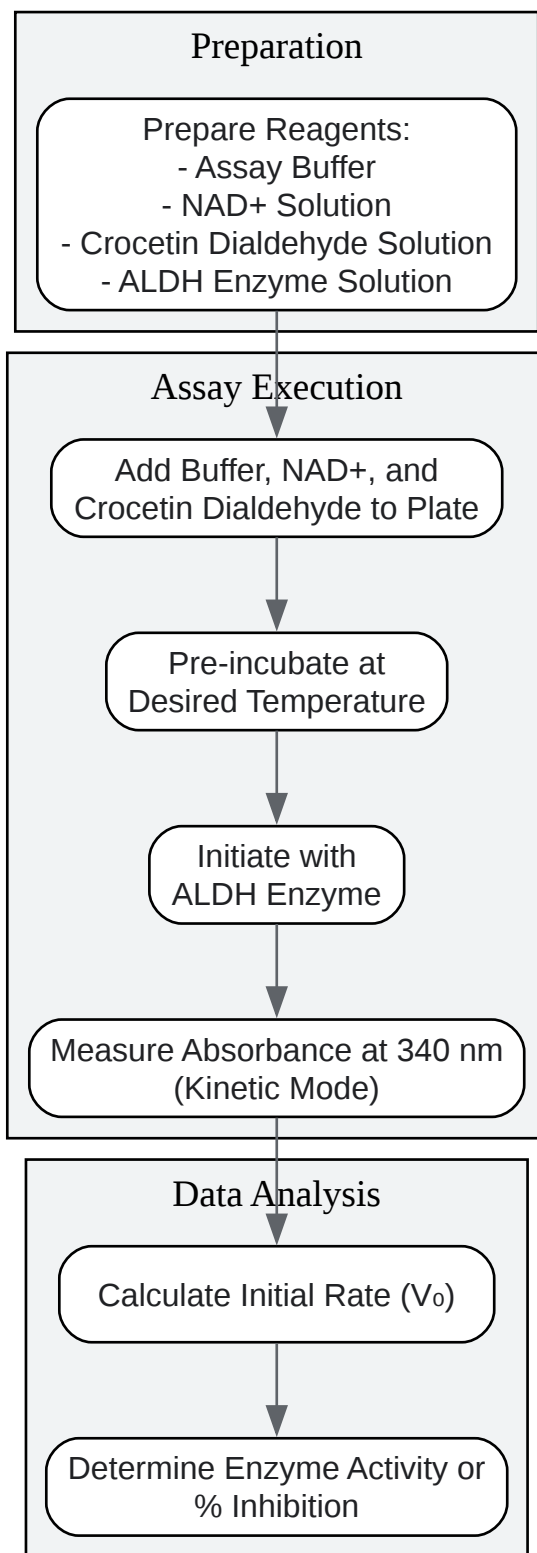 Preparation
Prepare Reagents:
- Assay Buffer
- NAD+ Solution
- Crocetin Dialdehyde Solution
- ALDH Enzyme Solution
Assay Execution
Add Buffer, NAD+, and
Crocetin Dialdehyde to Plate
Pre-incubate at
Desired Temperature
Initiate with
ALDH Enzyme
Measure Absorbance at 340 nm
(Kinetic Mode)
Data Analysis
Calculate Initial Rate (V₀)
Determine Enzyme Activity or
% Inhibition